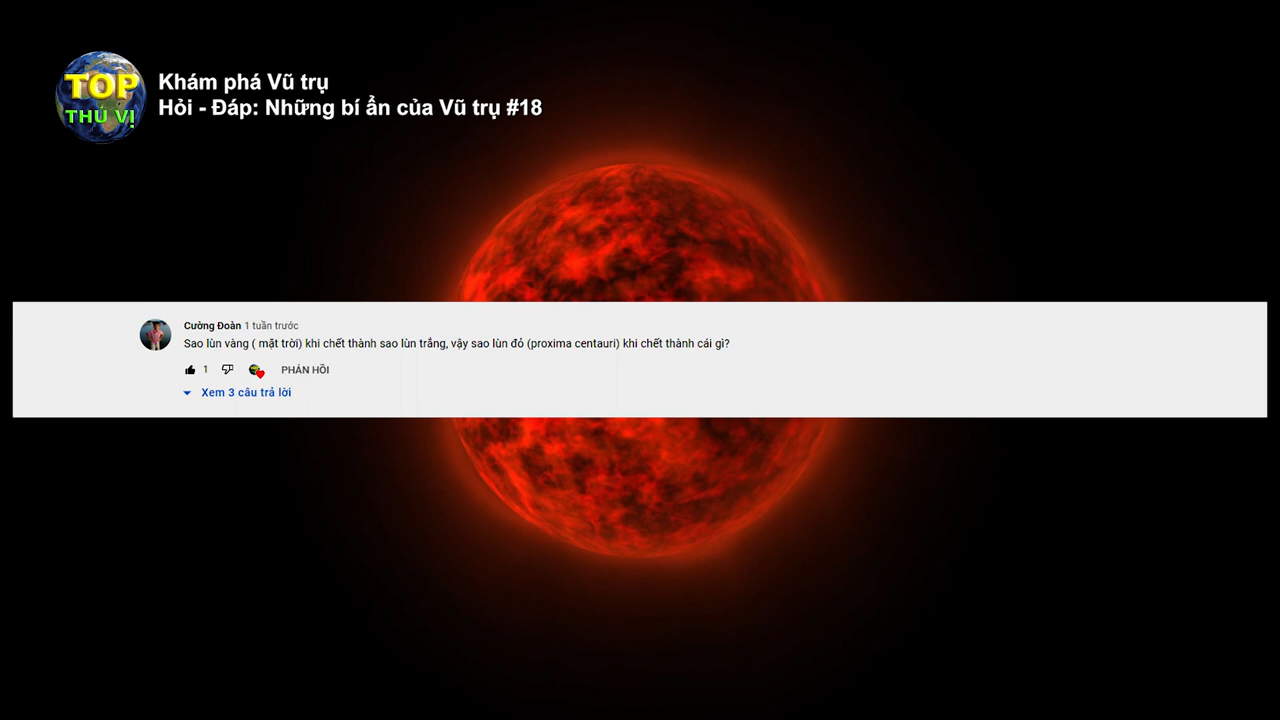 TOP
THÚ VỊ
Khám phá Vũ trụ
Hỏi - Đáp: Những bí ẩn của Vũ trụ #18
Cường Đoàn 1 tuần trước
Sao lùn vàng ( mặt trời) khi chết thành sao lùn trắng, vậy sao lùn đỏ (proxima centauri) khi chết thành cái gì?
1 PHẢN HỒI
Xem 3 câu trả lời